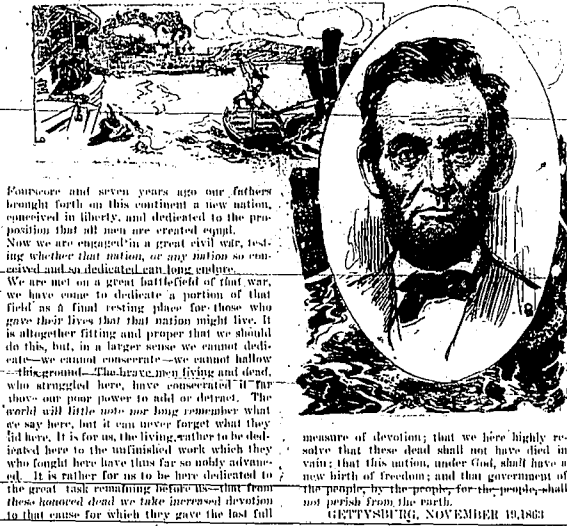 Fourscore and seven years ago our fathers
brought forth on this continent a new nation,
conceived in liberty, and dedicated to the pro-
position that all men are created equal.
Now we are engaged in a great civil war, test-
ing whether that nation, or any nation so con-
ceived and so dedicated can long endure.
We are met on a great battlefield of that war,
we have come to dedicate a portion of that
field as a final resting place for those who
gave their lives that that nation might live. It
is altogether fitting and proper that we should
do this, but, in a larger sense we cannot dedi-
cate—we cannot consecrate—we cannot hallow
—this ground—The brave men living and dead,
who struggled here, have consecrated it far
above our poor power to add or detract. The
world will little note nor long remember what
we say here, but it can never forget what they
did here. It is for us, the living, rather to be ded-
icated here to the unfinished work which they
who fought here have thus far so nobly advanc-
ed. It is rather for us to be here dedicated to
the great task remaining before us—that from
these honored dead we take increased devotion
to that cause for which they gave the last full
measure of devotion; that we here highly re-
solve that these dead shall not have died in
vain; that this nation, under God, shall have a
new birth of freedom; and that government of
the people, by the people, for the people, shall
not perish from the earth.
GETTYSBURG, NOVEMBER 19, 1863